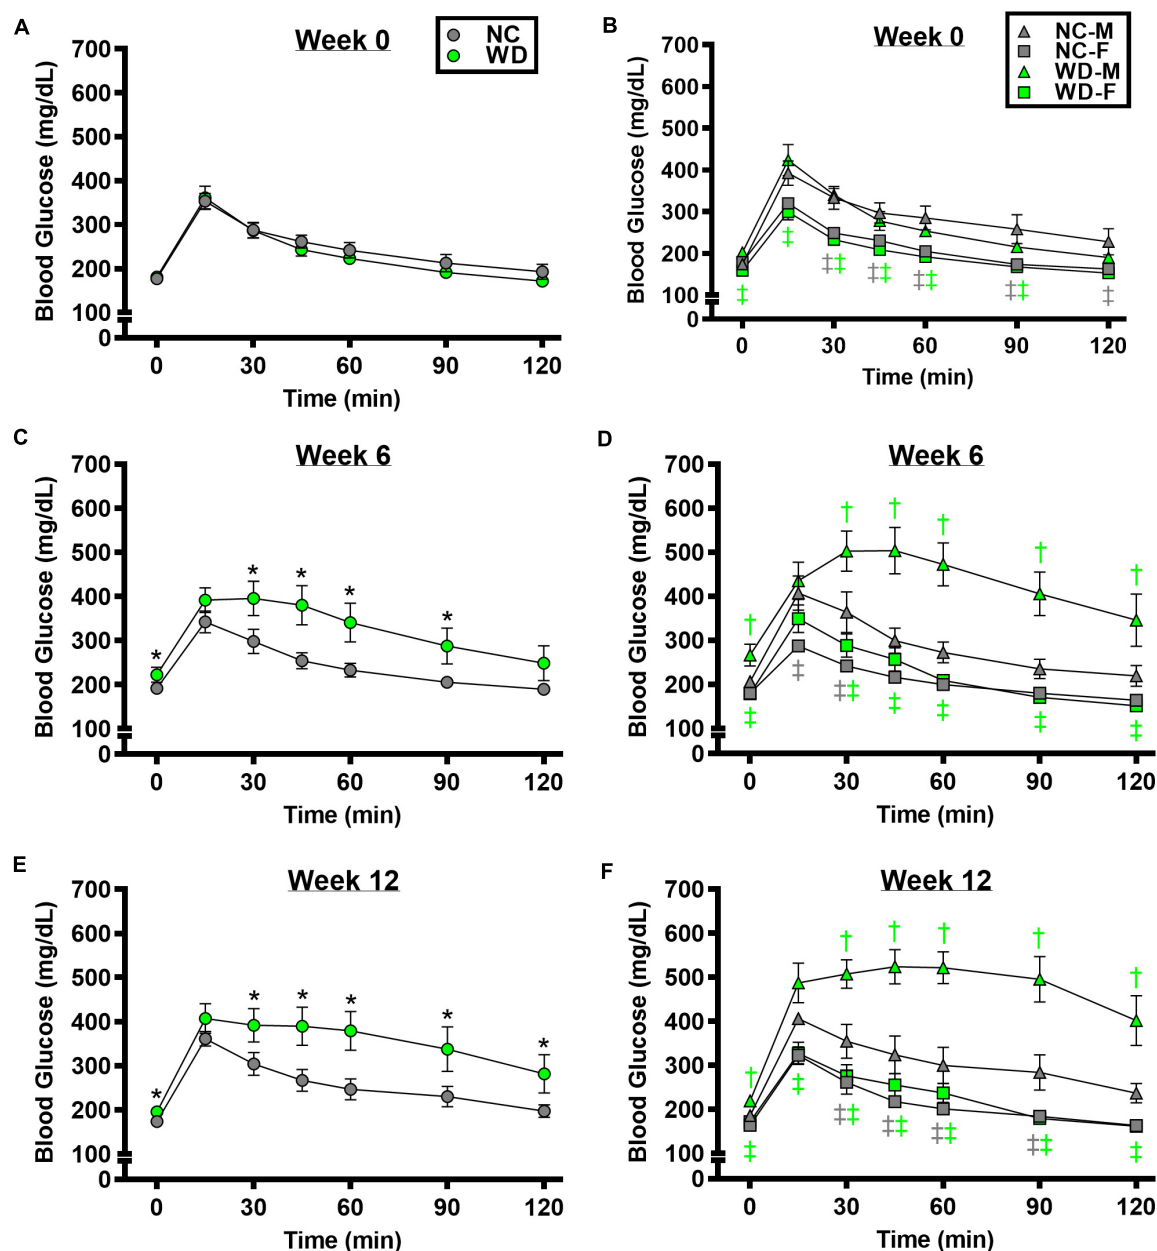 A
Week 0
NC
WD
Blood Glucose (mg/dL)
700
600
500
400
300
200
100
0
0 30 60 90 120
Time (min)
B
Week 0
NC-M
NC-F
WD-M
WD-F
Blood Glucose (mg/dL)
700
600
500
400
300
200
100
0
‡ ‡ ‡‡ ‡‡ ‡‡ ‡‡ ‡
0 30 60 90 120
Time (min)
C
Week 6
Blood Glucose (mg/dL)
700
600
500
400
300
200
100
0
* * * * *
0 30 60 90 120
Time (min)
D
Week 6
Blood Glucose (mg/dL)
700
600
500
400
300
200
100
0
† † † † † †
‡ ‡ ‡‡ ‡ ‡ ‡ ‡
0 30 60 90 120
Time (min)
E
Week 12
Blood Glucose (mg/dL)
700
600
500
400
300
200
100
0
* * * * * *
0 30 60 90 120
Time (min)
F
Week 12
Blood Glucose (mg/dL)
700
600
500
400
300
200
100
0
† † † † † †
‡ ‡ ‡‡ ‡‡ ‡‡ ‡‡ ‡
0 30 60 90 120
Time (min)